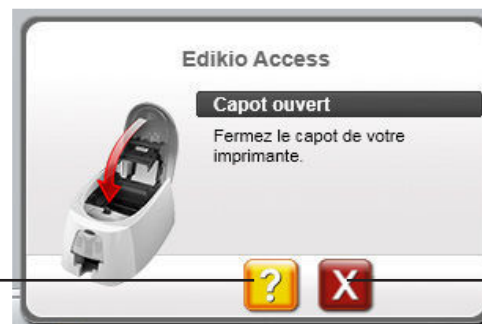 Edikio Access
Capot ouvert
Fermez le capot de votre
imprimante.
?
X